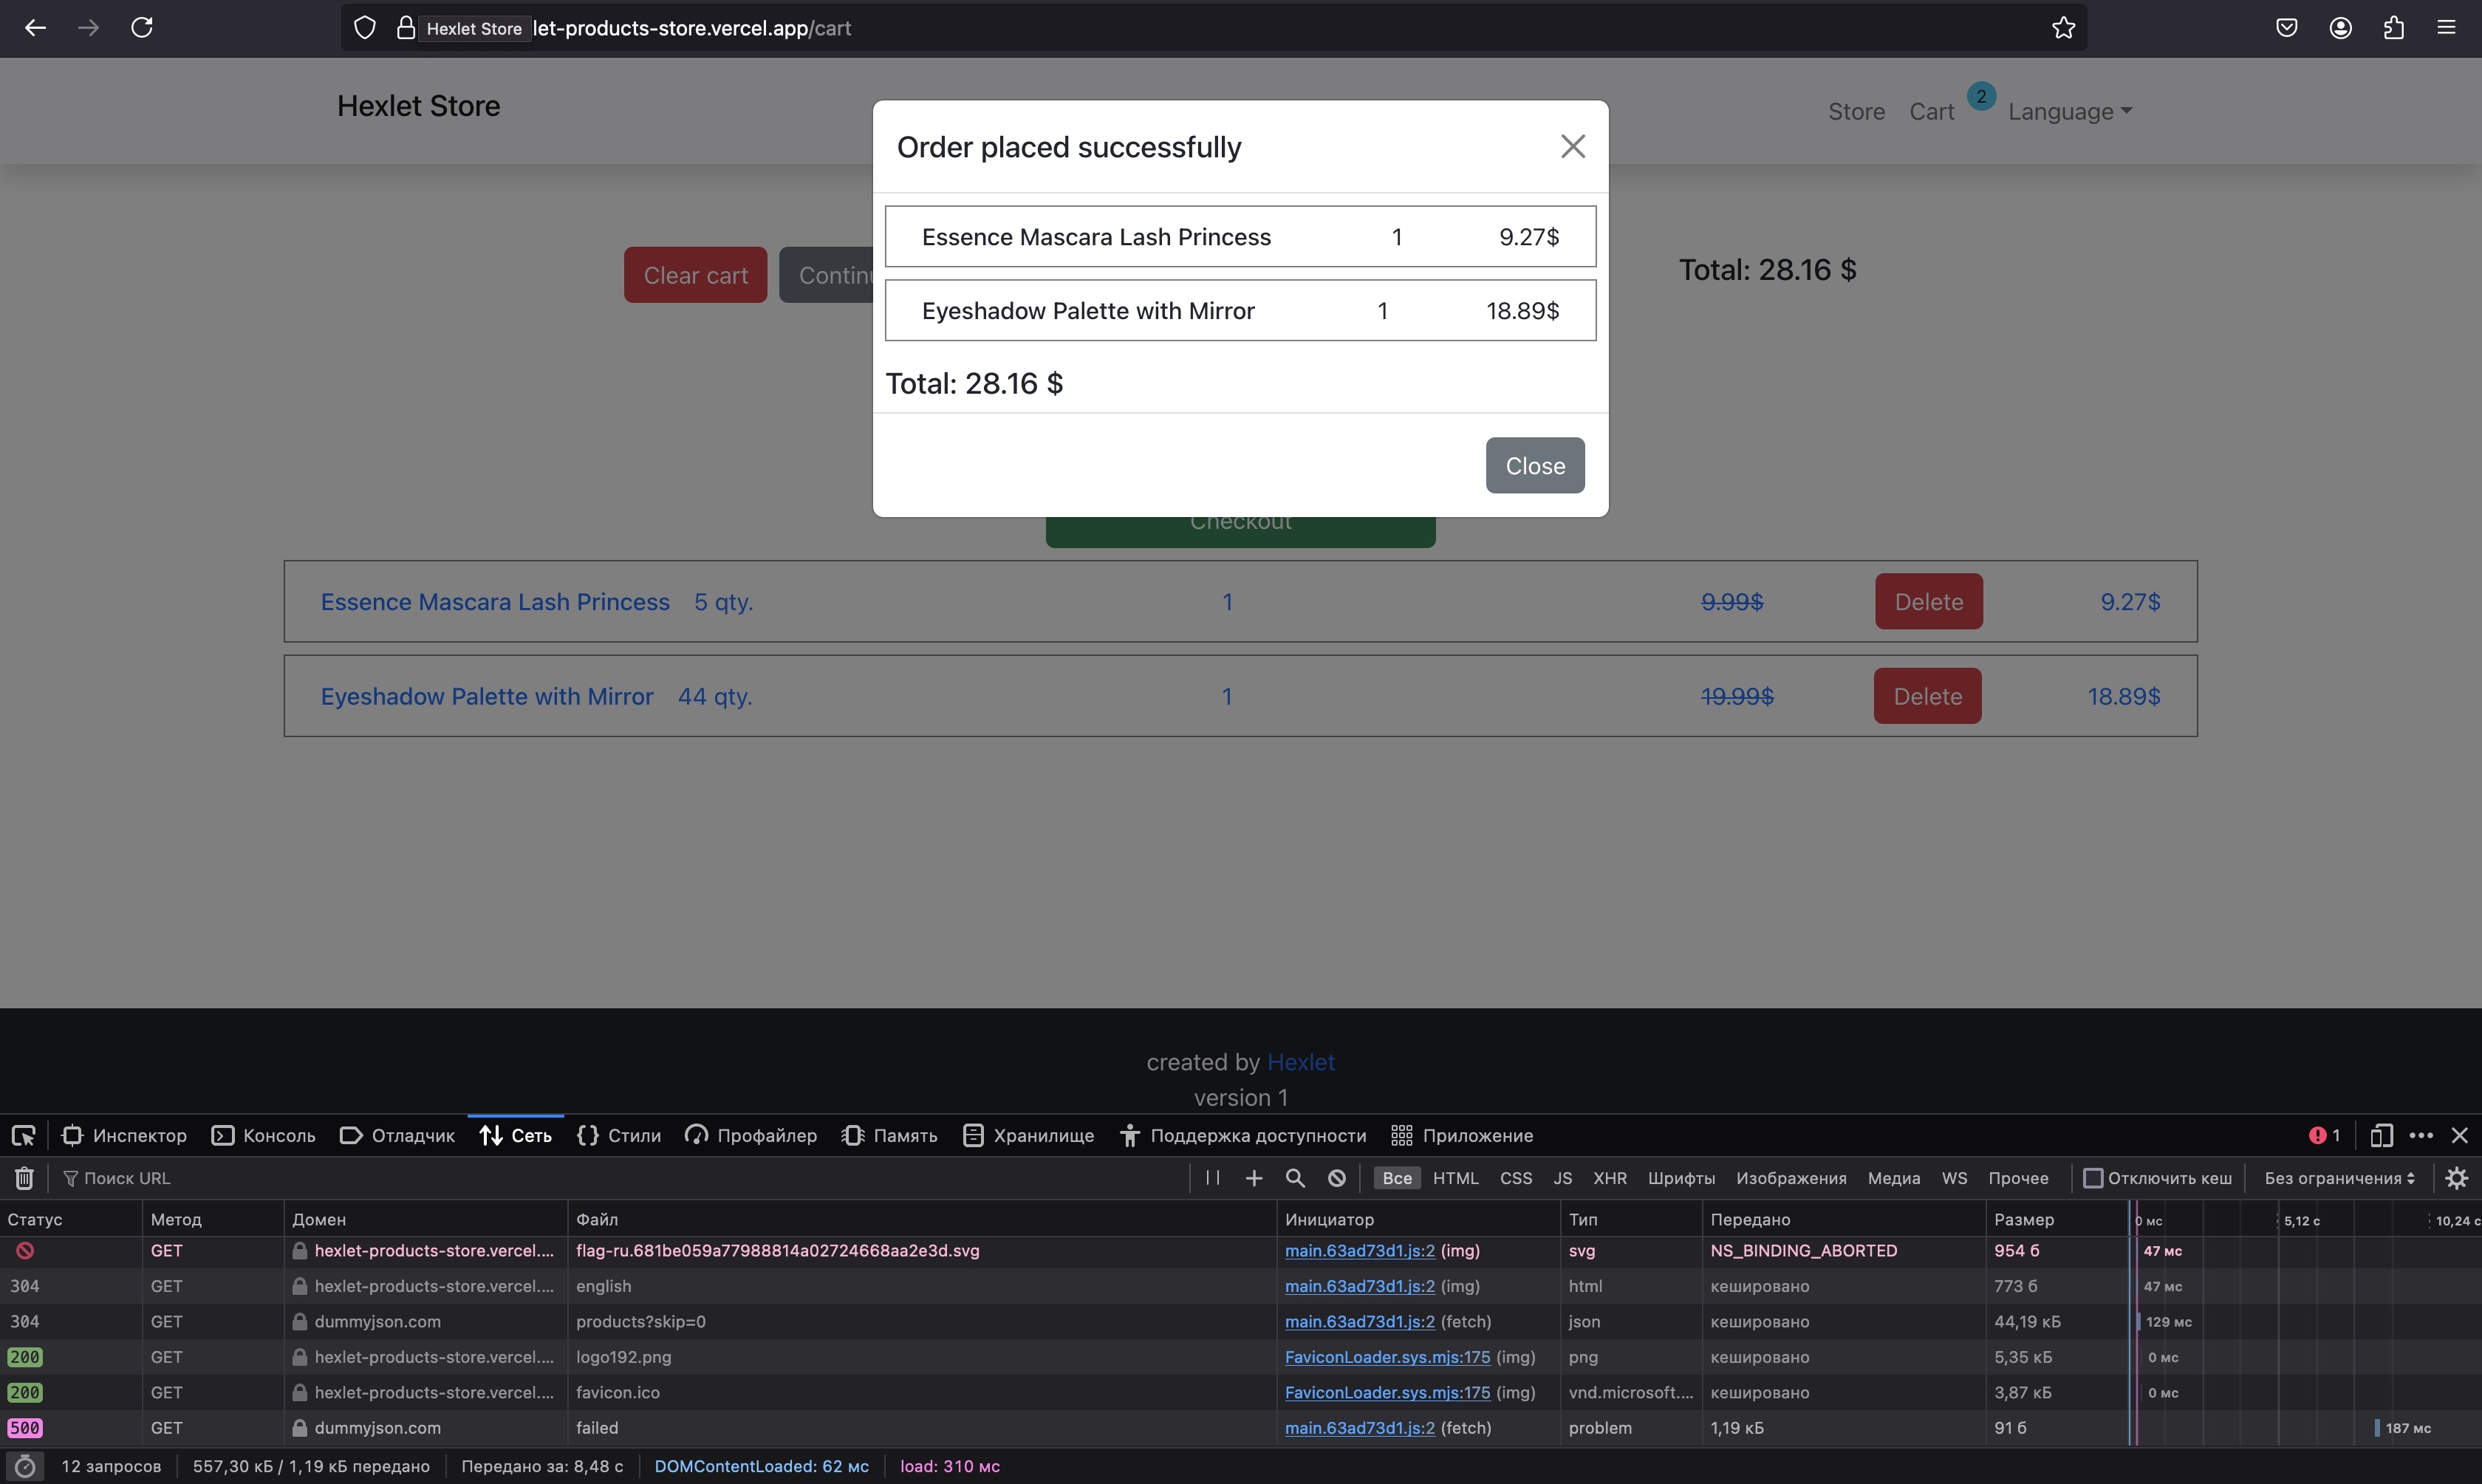 Hexlet Store let-products-store.vercel.app/cart
Hexlet Store
Store Cart 2 Language
Order placed successfully
Essence Mascara Lash Princess 1 9.27$
Eyeshadow Palette with Mirror 1 18.89$
Total: 28.16 $
Close
Clear cart
Continu
Total: 28.16 $
Checkout
Essence Mascara Lash Princess 5 qty. 1 9.99$ Delete 9.27$
Eyeshadow Palette with Mirror 44 qty. 1 19.99$ Delete 18.89$
created by Hexlet
version 1
Инспектор Консоль Отладчик Сеть Стили Профайлер Память Хранилище Поддержка доступности Приложение 1
Поиск URL Все HTML CSS JS XHR Шрифты Изображения Медиа WS Прочее Отключить кеш Без ограничения
Статус Метод Домен Файл Инициатор Тип Передано Размер 0 мс 5,12 с 10,24 с
GET hexlet-products-store.vercel.... flag-ru.681be059a77988814a02724668aa2e3d.svg main.63ad73d1.js:2 (img) svg NS_BINDING_ABORTED 954 б 47 мс
304 GET hexlet-products-store.vercel.... english main.63ad73d1.js:2 (img) html кешировано 773 б 47 мс
304 GET dummyjson.com products?skip=0 main.63ad73d1.js:2 (fetch) json кешировано 44,19 кБ 129 мс
200 GET hexlet-products-store.vercel.... logo192.png FaviconLoader.sys.mjs:175 (img) png кешировано 5,35 кБ 0 мс
200 GET hexlet-products-store.vercel.... favicon.ico FaviconLoader.sys.mjs:175 (img) vnd.microsoft.... кешировано 3,87 кБ 0 мс
500 GET dummyjson.com failed main.63ad73d1.js:2 (fetch) problem 1,19 кБ 91 б 187 мс
12 запросов 557,30 кБ / 1,19 кБ передано Передано за: 8,48 с DOMContentLoaded: 62 мс load: 310 мс